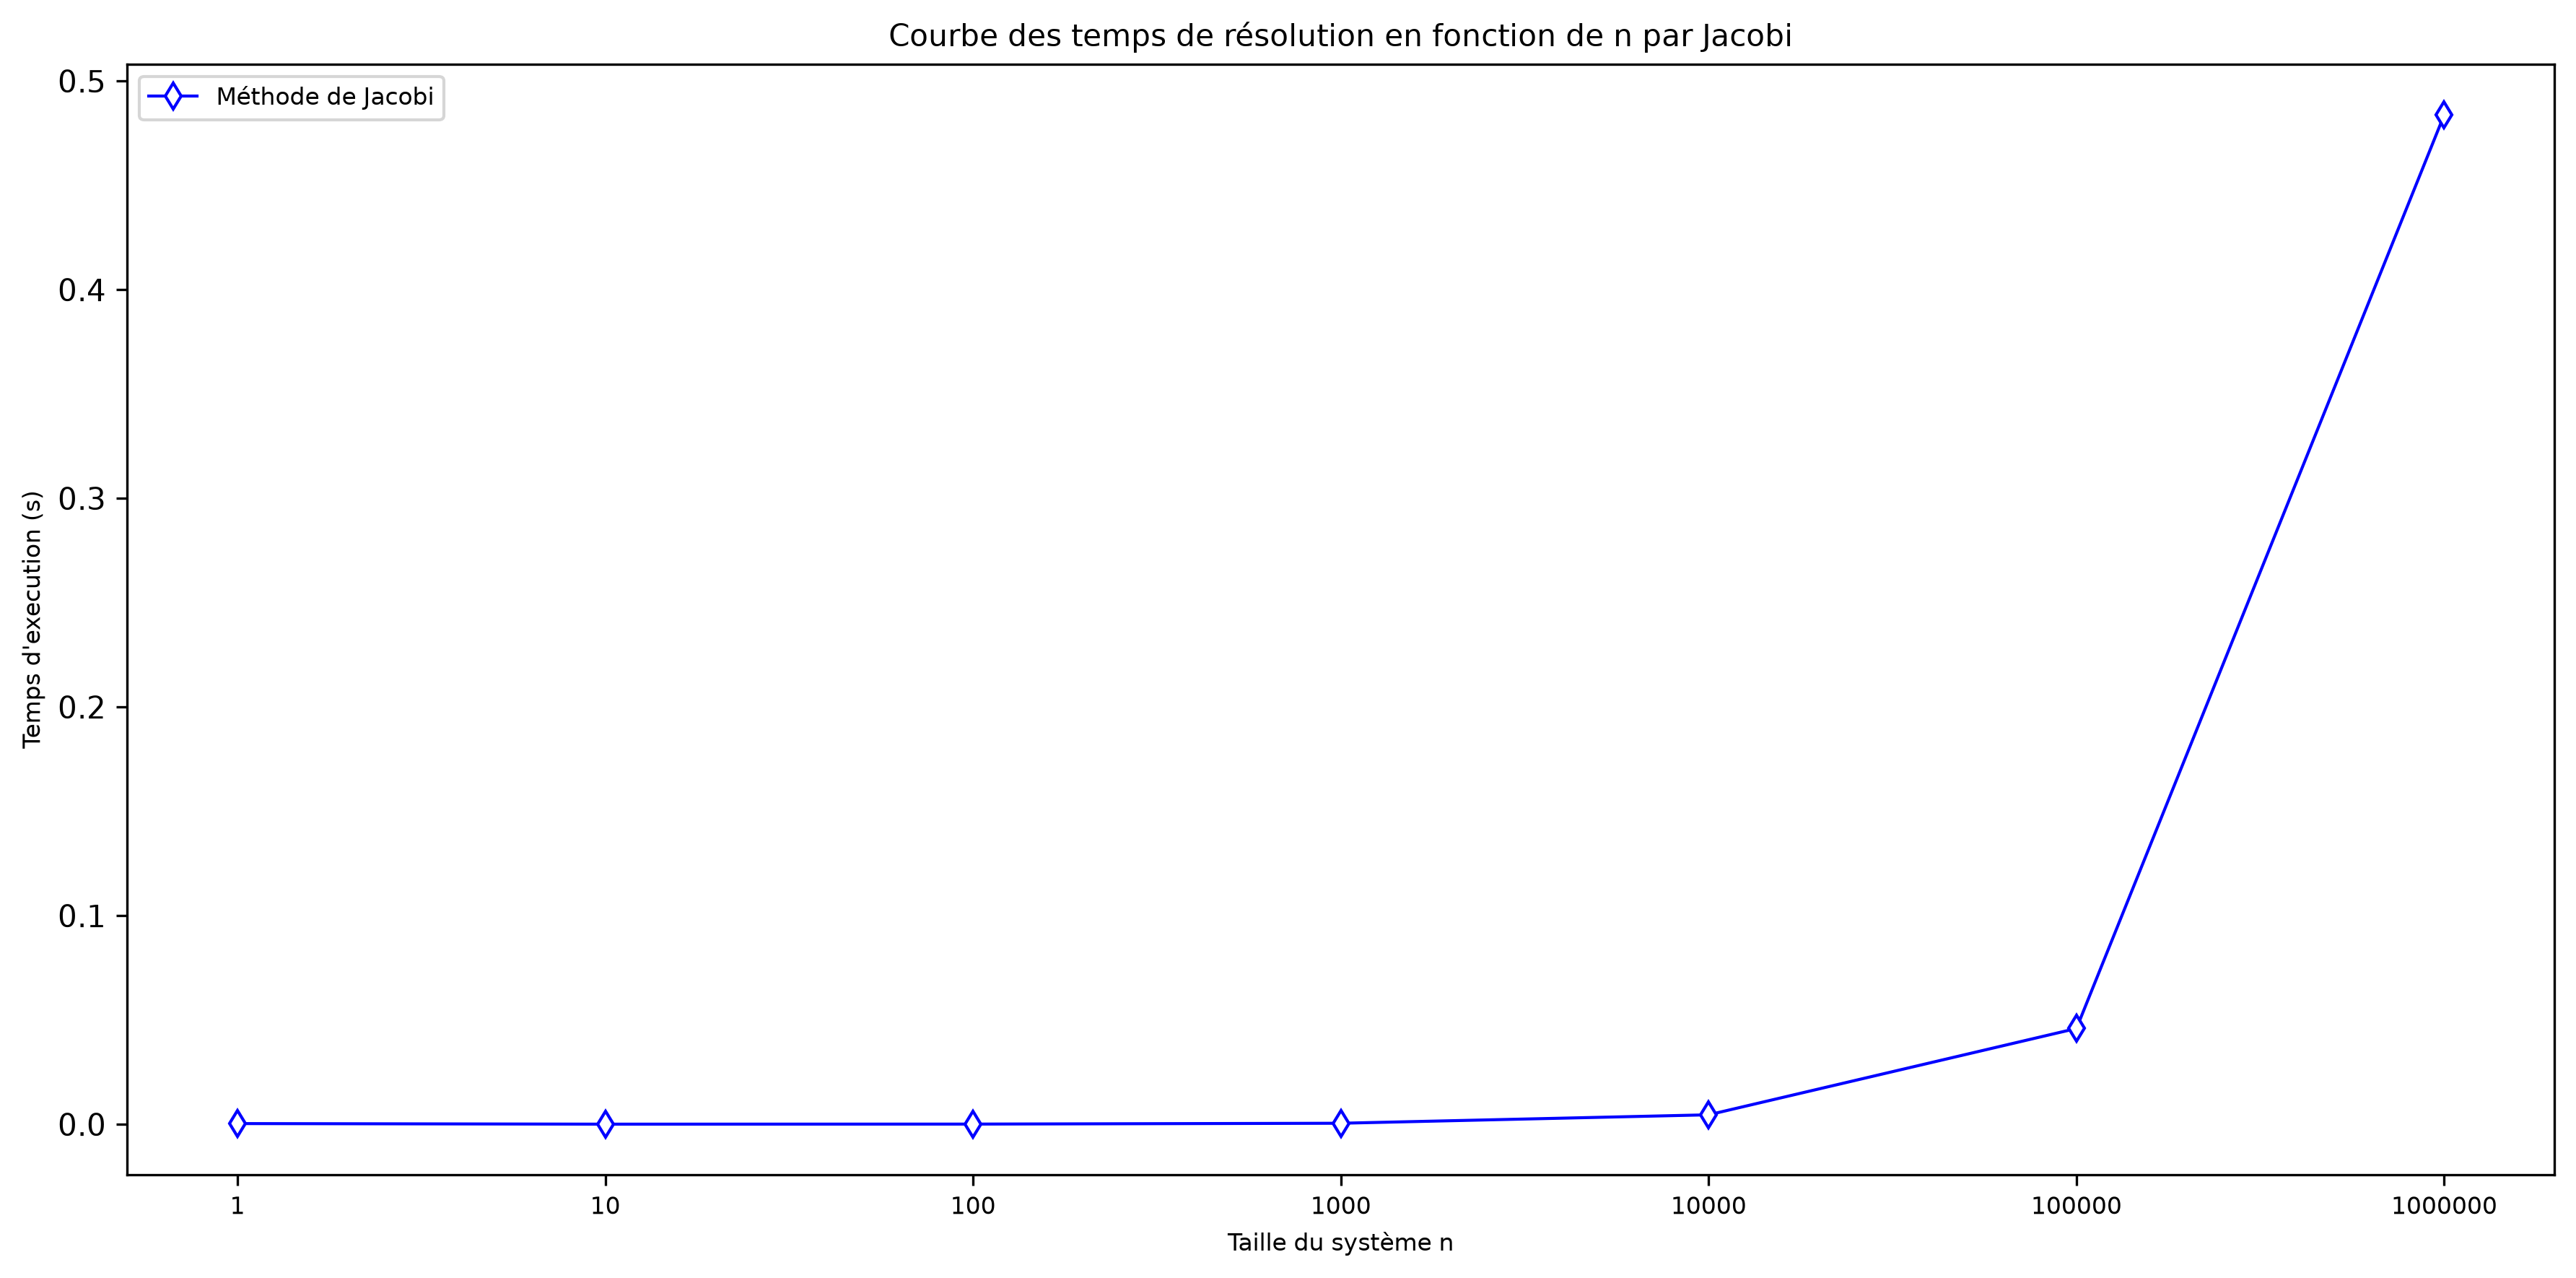 Courbe des temps de résolution en fonction de n par Jacobi
Méthode de Jacobi
Temps d'execution (s)
0.5
0.4
0.3
0.2
0.1
0.0
1 10 100 1000 10000 100000 1000000
Taille du système n